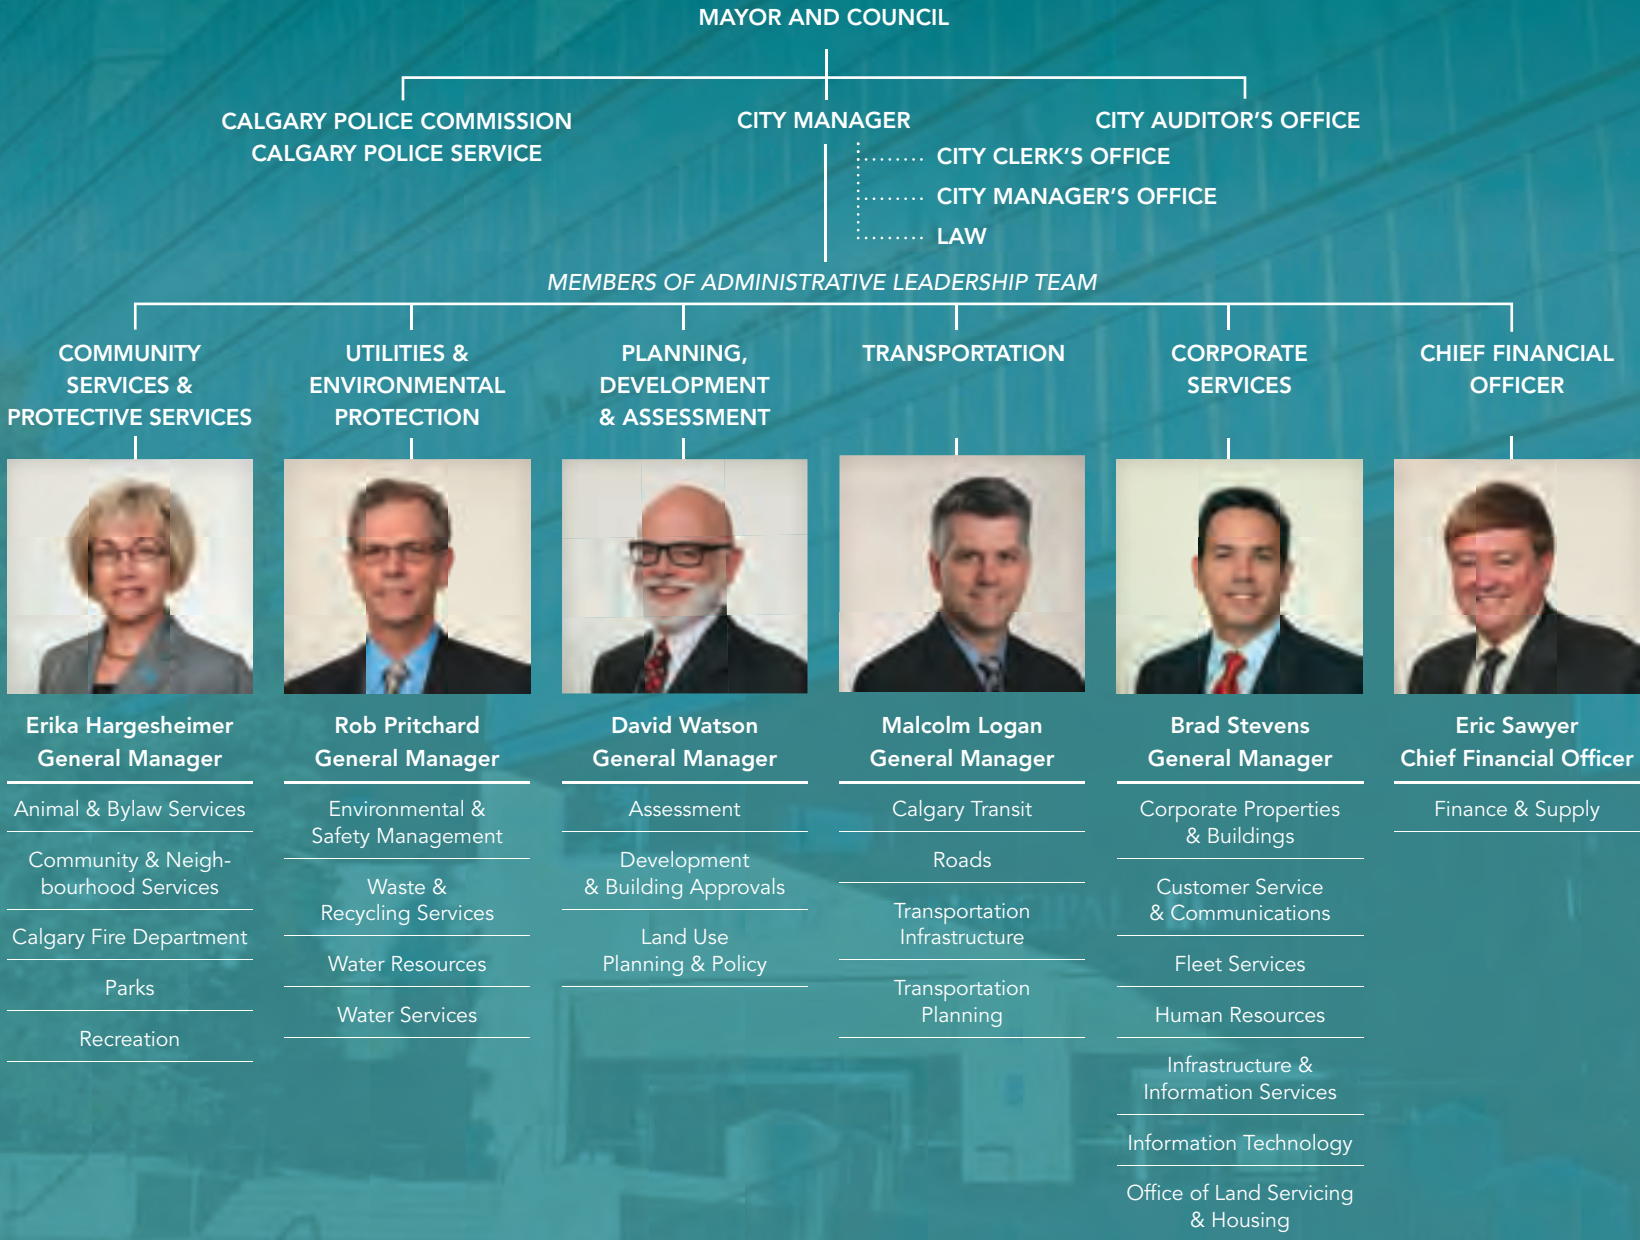 MAYOR AND COUNCIL
CALGARY POLICE COMMISSION
CALGARY POLICE SERVICE
CITY MANAGER
CITY AUDITOR'S OFFICE
CITY CLERK'S OFFICE
CITY MANAGER'S OFFICE
LAW
MEMBERS OF ADMINISTRATIVE LEADERSHIP TEAM
COMMUNITY
SERVICES &
PROTECTIVE SERVICES
Erika Hargesheimer
General Manager
Animal & Bylaw Services
Community & Neigh-
bourhood Services
Calgary Fire Department
Parks
Recreation
UTILITIES &
ENVIRONMENTAL
PROTECTION
Rob Pritchard
General Manager
Environmental &
Safety Management
Waste &
Recycling Services
Water Resources
Water Services
PLANNING,
DEVELOPMENT
& ASSESSMENT
David Watson
General Manager
Assessment
Development
& Building Approvals
Land Use
Planning & Policy
TRANSPORTATION
Malcolm Logan
General Manager
Calgary Transit
Roads
Transportation
Infrastructure
Transportation
Planning
CORPORATE
SERVICES
Brad Stevens
General Manager
Corporate Properties
& Buildings
Customer Service
& Communications
Fleet Services
Human Resources
Infrastructure &
Information Services
Information Technology
Office of Land Servicing
& Housing
CHIEF FINANCIAL
OFFICER
Eric Sawyer
Chief Financial Officer
Finance & Supply